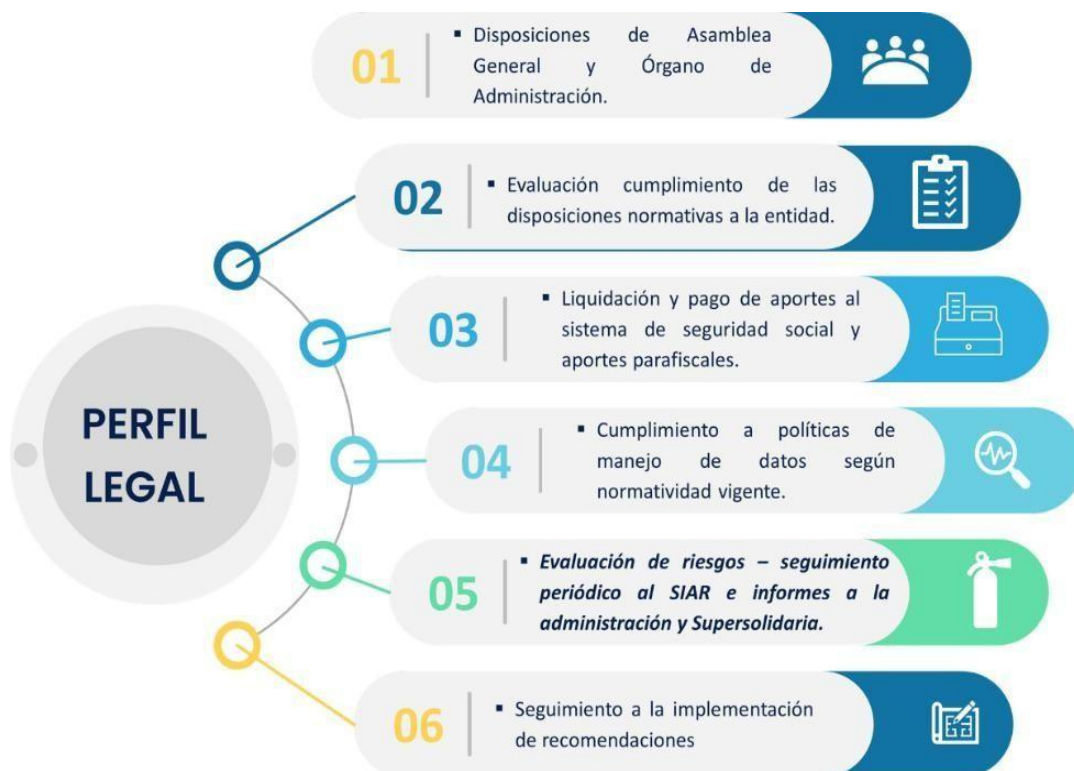 PERFIL
LEGAL
01
▪ Disposiciones de Asamblea
General y Órgano de
Administración.
02
▪ Evaluación cumplimiento de las
disposiciones normativas a la entidad.
03
▪ Liquidación y pago de aportes al
sistema de seguridad social y
aportes parafiscales.
04
▪ Cumplimiento a políticas de
manejo de datos según
normatividad vigente.
05
▪ Evaluación de riesgos – seguimiento
periódico al SIAR e informes a la
administración y Supersolidaria.
06
▪ Seguimiento a la implementación
de recomendaciones